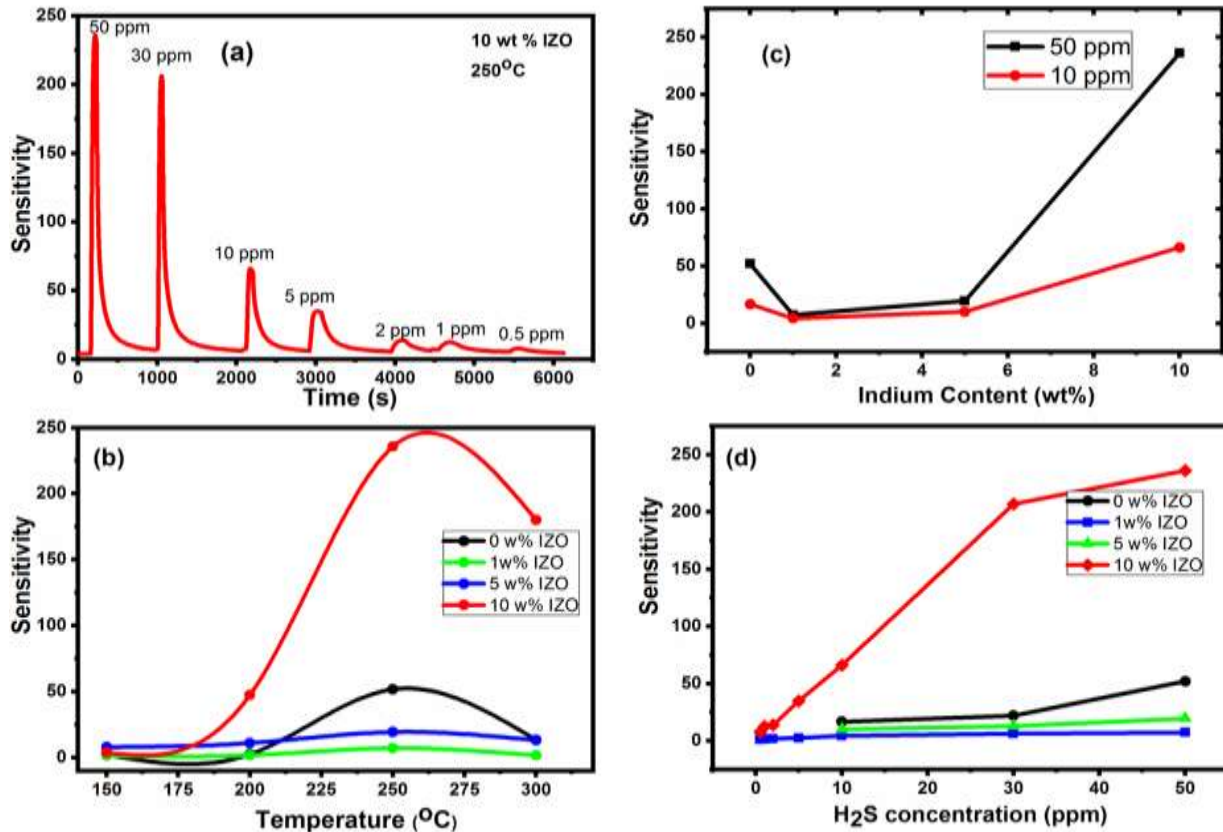 250
200
150
100
50
0
Sensitivity
50 ppm
30 ppm
10 ppm
5 ppm
2 ppm
1 ppm
0.5 ppm
(a)
10 wt % IZO
250OC
0 1000 2000 3000 4000 5000 6000
Time (s)
(c)
50 ppm
10 ppm
250
200
150
100
50
0
Sensitivity
0 2 4 6 8 10
Indium Content (wt%)
(b)
250
200
150
100
50
0
Sensitivity
0 w% IZO
1w% IZO
5 w% IZO
10 w% IZO
150 175 200 225 250 275 300
Temperature (OC)
(d)
250
200
150
100
50
0
Sensitivity
0 w% IZO
1w% IZO
5 w% IZO
10 w% IZO
0 10 20 30 40 50
H2S concentration (ppm)